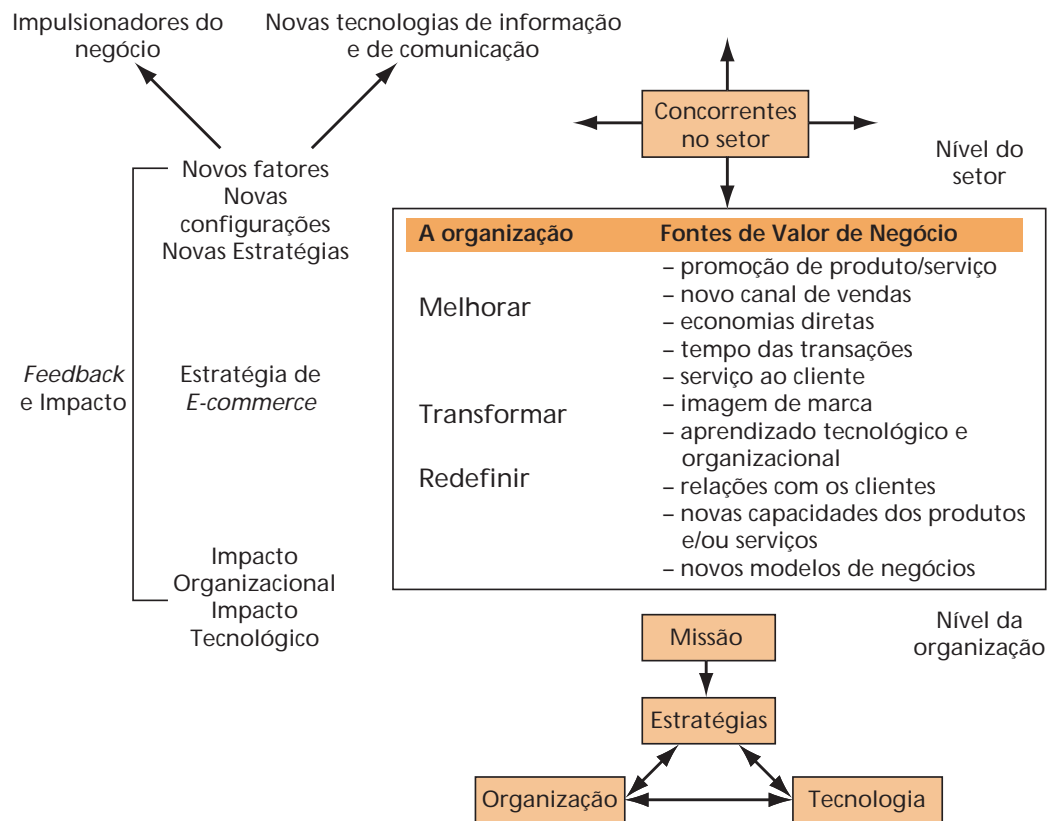 Impulsionadores do
negócio
Novas tecnologias de informação
e de comunicação
Concorrentes
no setor
Nível do
setor
Novos fatores
Novas
configurações
Novas Estratégias
Feedback
e Impacto
Estratégia de
E-commerce
Impacto
Organizacional
Impacto
Tecnológico
A organização
Fontes de Valor de Negócio
Melhorar
Transformar
Redefinir
– promoção de produto/serviço
– novo canal de vendas
– economias diretas
– tempo das transações
– serviço ao cliente
– imagem de marca
– aprendizado tecnológico e
organizacional
– relações com os clientes
– novas capacidades dos produtos
e/ou serviços
– novos modelos de negócios
Nível da
organização
Missão
Estratégias
Organização
Tecnologia